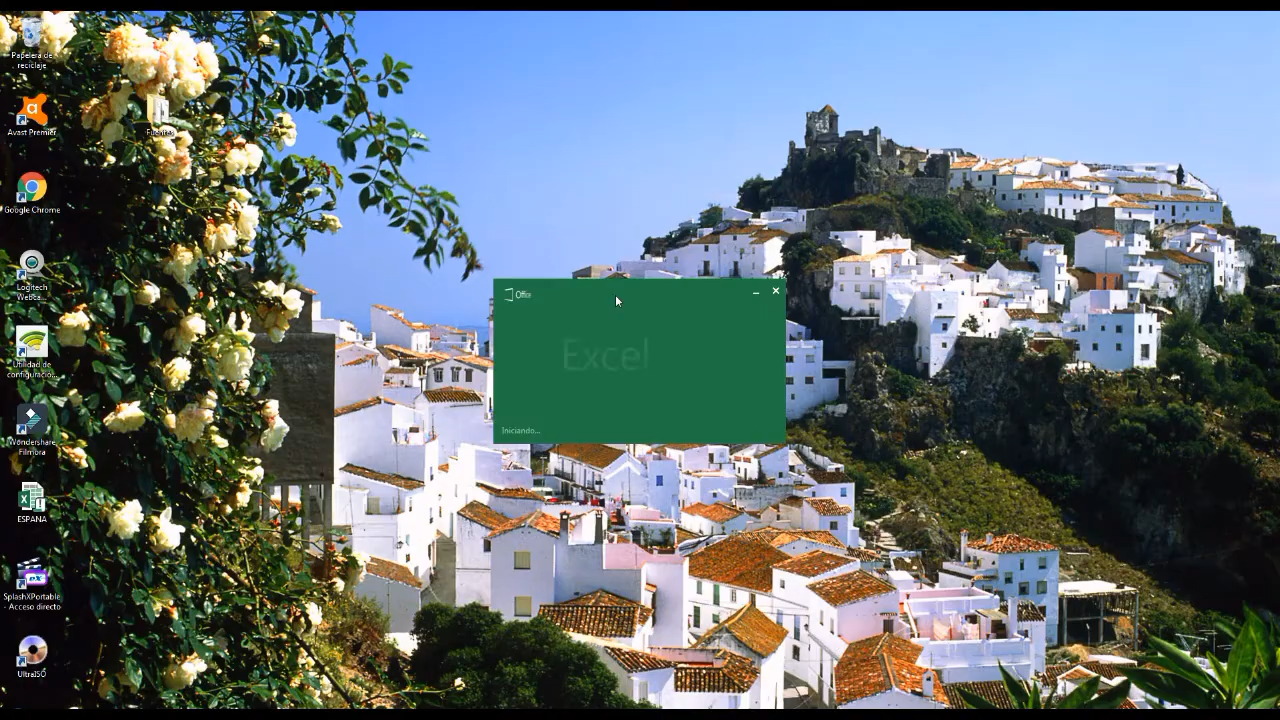 Papelera de
reciclaje
Avast Premier
Fuentes
Google Chrome
Logitech
Webca...
Utilidad de
configuració...
Wondershare
Filmora
ESPANA
SplashXPortable
- Acceso directo
UltraISO
Office
Excel
Iniciando...